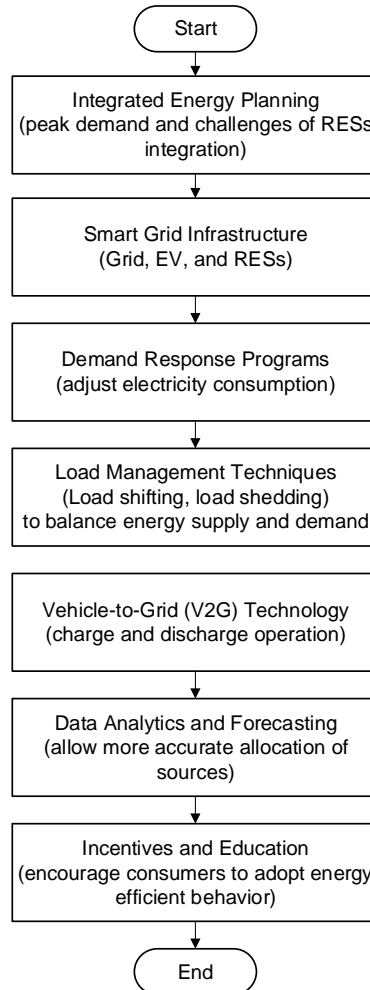 Start
Integrated Energy Planning
(peak demand and challenges of RESs
integration)
Smart Grid Infrastructure
(Grid, EV, and RESs)
Demand Response Programs
(adjust electricity consumption)
Load Management Techniques
(Load shifting, load shedding)
to balance energy supply and demand
Vehicle-to-Grid (V2G) Technology
(charge and discharge operation)
Data Analytics and Forecasting
(allow more accurate allocation of
sources)
Incentives and Education
(encourage consumers to adopt energy
efficient behavior)
End